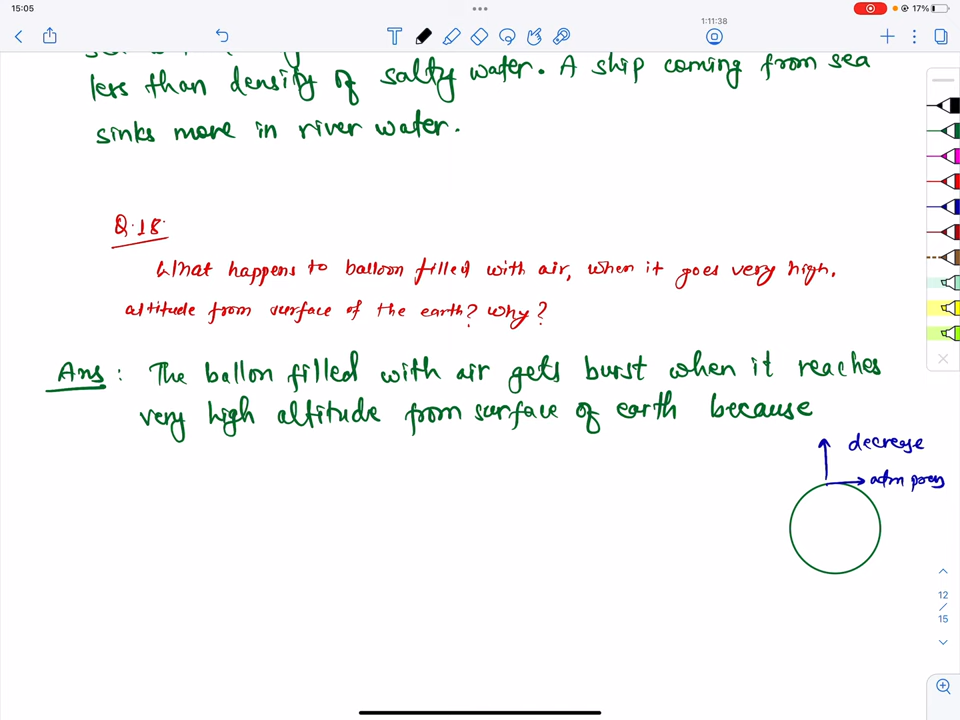 15:05
17%
1:11:38
less than density of salty water. A ship coming from sea
sinks more in river water.
Q.18.
What happens to balloon filled with air, when it goes very high,
altitude from surface of the earth? why?
Ans : The ballon filled with air gets burst when it reaches
very high altitude from surface of earth because
decrease
atm pres
12
/
15